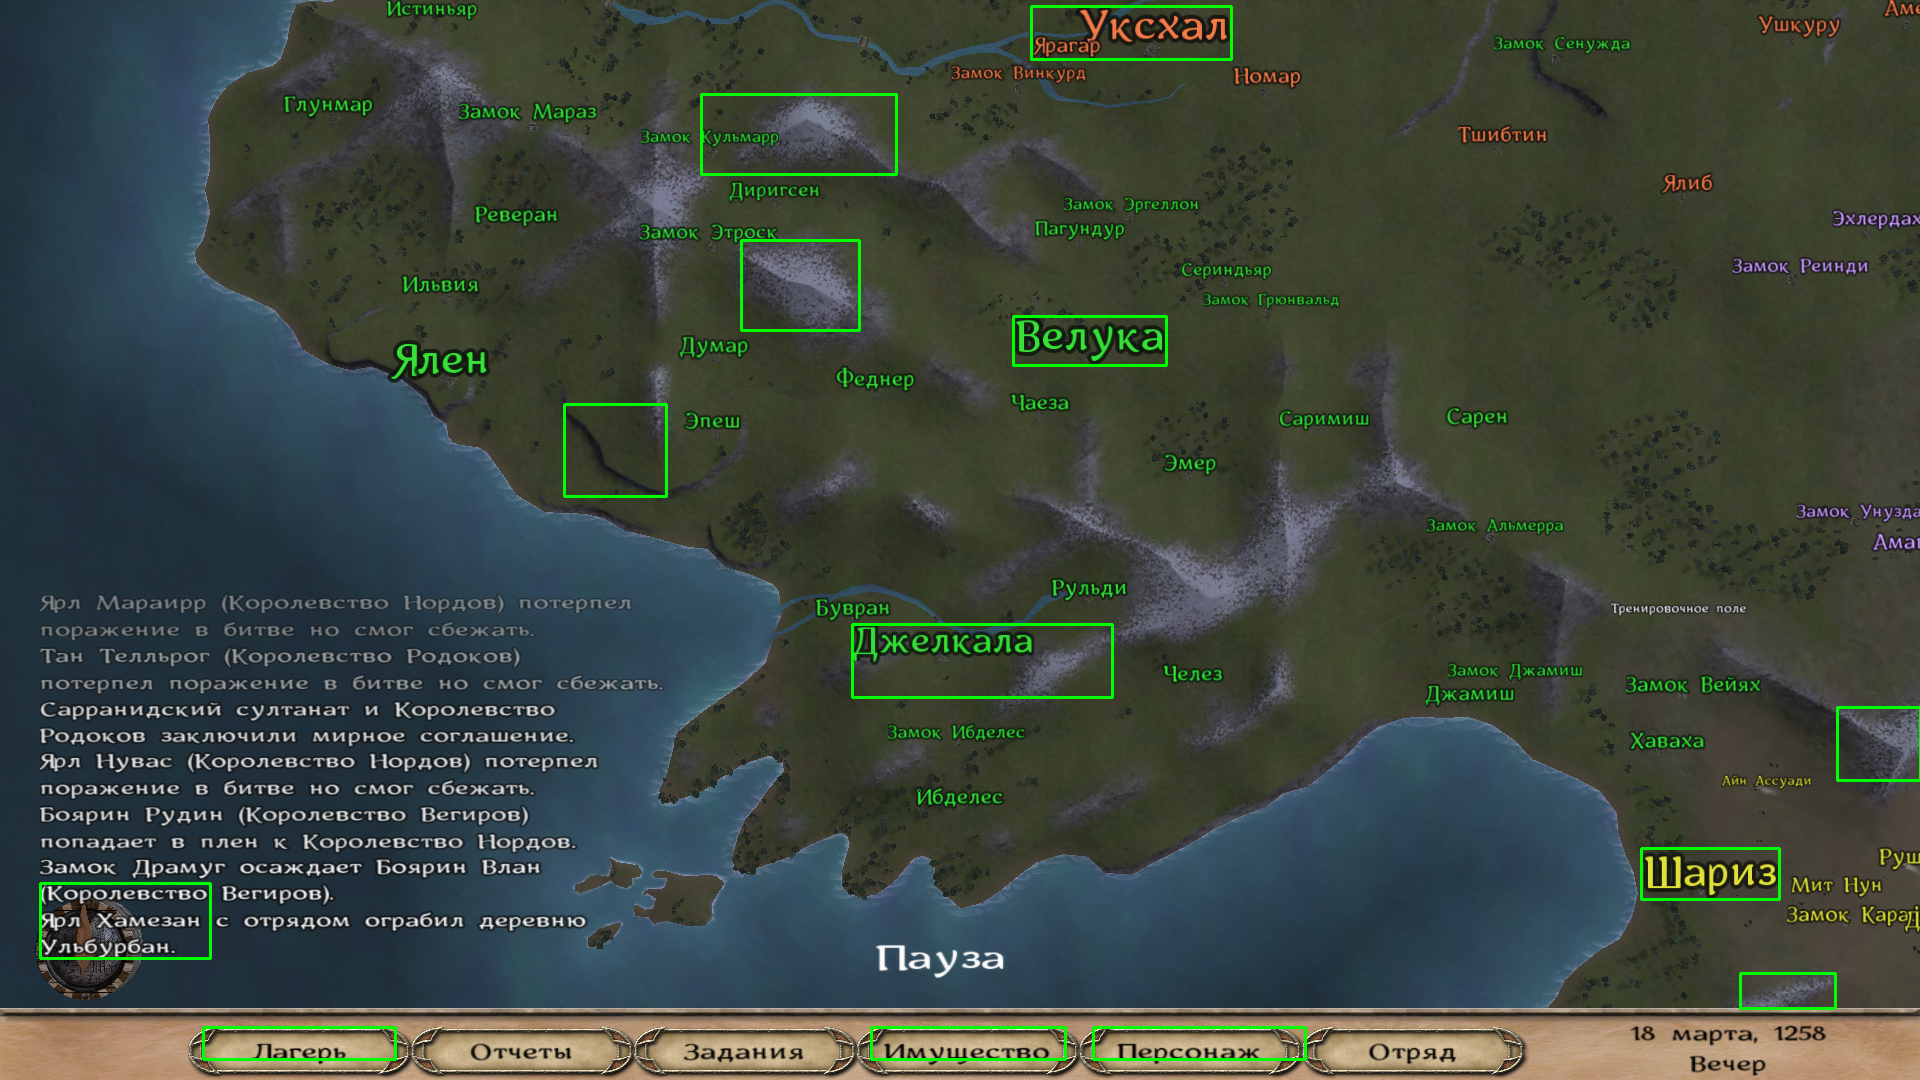 Истиньяр
Уксхал
Ярагар
Ушкуру
Замок Сенужда
Замок Винкурд
Номар
Глунмар
Замок Мараз
Замок Кульмарр
Тшибтин
Диригсен
Ялиб
Замок Эргеллон
Реверан
Эхлердах
Пагундур
Замок Этроск
Замок Реинди
Сериндьяр
Ильвия
Замок Грюнвальд
Велука
Думар
Ялен
Феднер
Чаеза
Эпеш
Саримиш
Сарен
Эмер
Замок Унузда
Замок Альмерра
Рульди
Бувран
Тренировочное поле
Джелкала
Челез
Замок Джамиш
Джамиш
Замок Вейях
Замок Ибделес
Хаваха
Айн Ассуади
Ибделес
Шариз
Мит Нун
Ярл Мараирр (Королевство Нордов) потерпел
поражение в битве но смог сбежать.
Тан Телльрог (Королевство Родоков)
потерпел поражение в битве но смог сбежать.
Сарранидский султанат и Королевство
Родоков заключили мирное соглашение.
Ярл Нувас (Королевство Нордов) потерпел
поражение в битве но смог сбежать.
Боярин Рудин (Королевство Вегиров)
попадает в плен к Королевство Нордов.
Замок Драмуг осаждает Боярин Влан
(Королевство Вегиров).
Ярл Хамезан с отрядом ограбил деревню
Ульбурбан.
Пауза
Лагерь
Отчеты
Задания
Имущество
Персонаж
Отряд
18 марта, 1258
Вечер